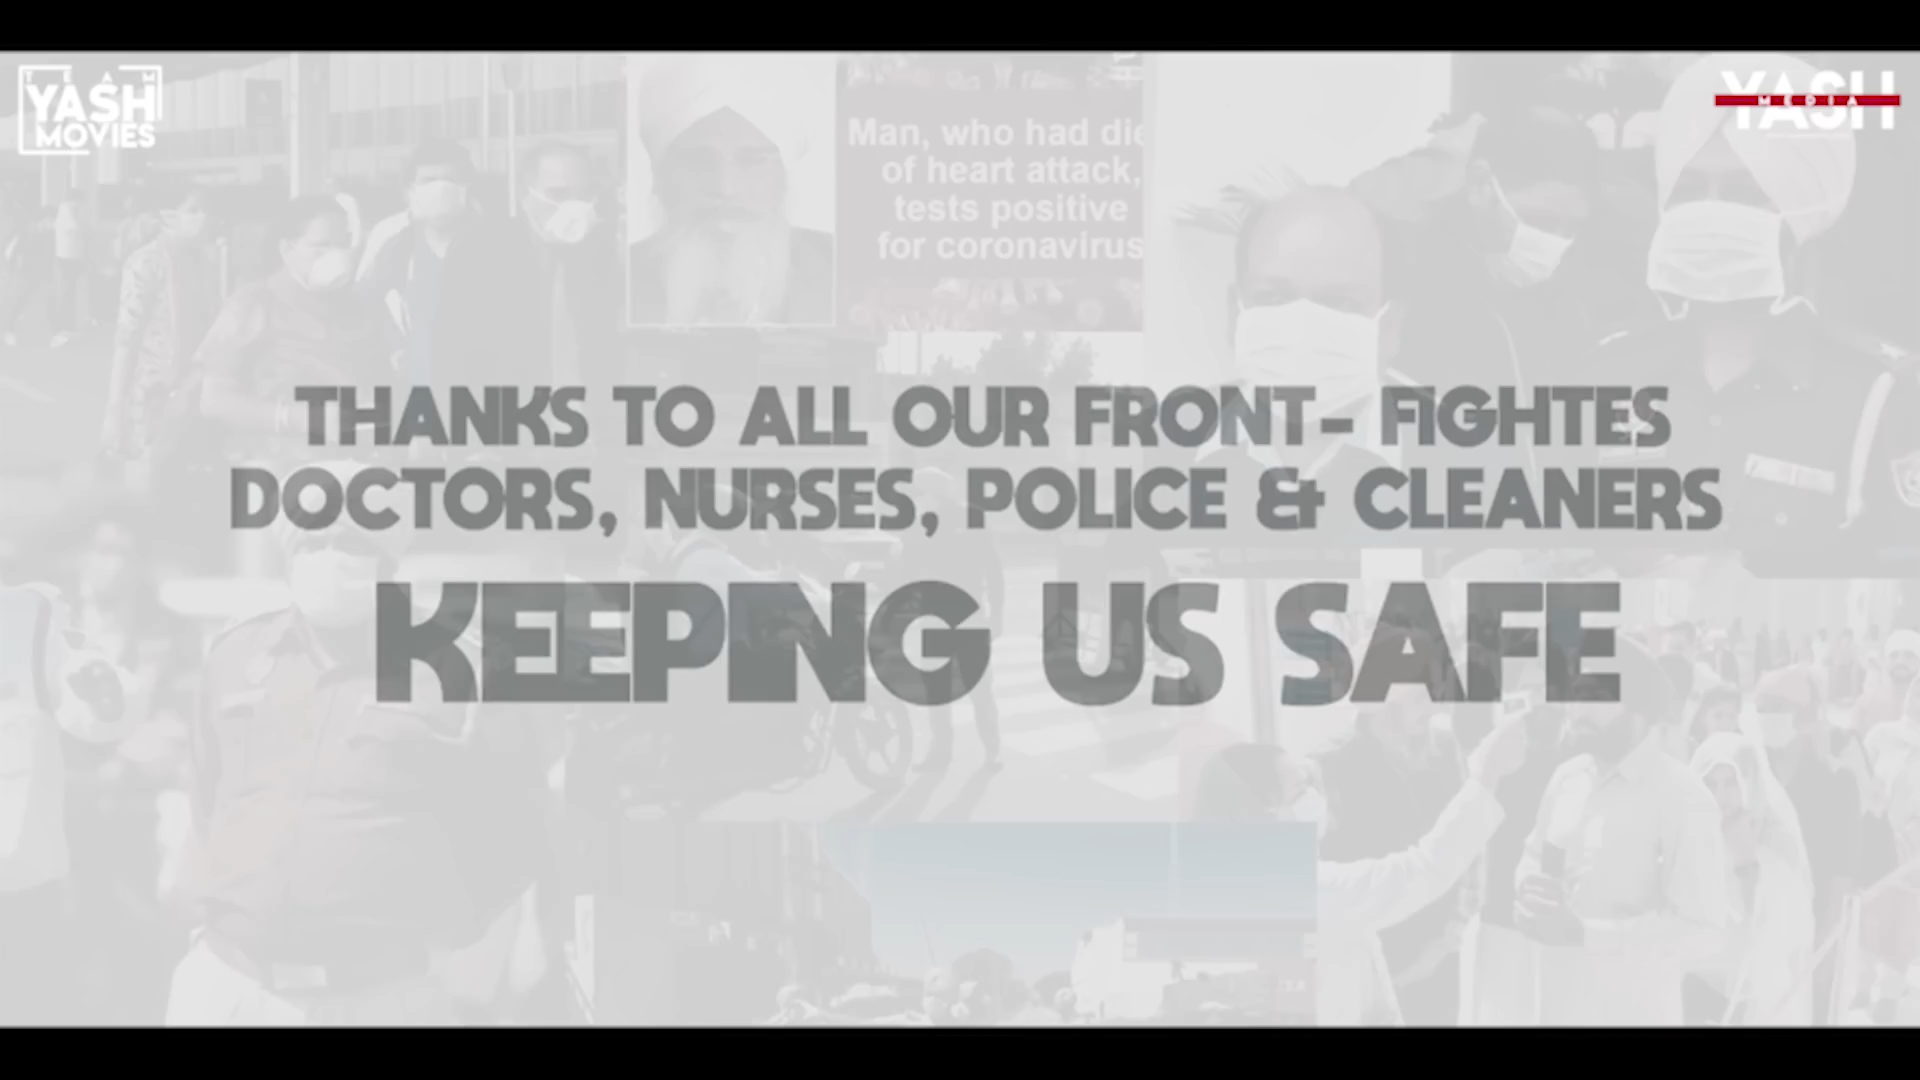 TEAM
YASH
MOVIES
YASH
MEDIA
Man, who had die
of heart attack,
tests positive
for coronavirus
THANKS TO ALL OUR FRONT- FIGHTES
DOCTORS, NURSES, POLICE & CLEANERS
KEEPING US SAFE